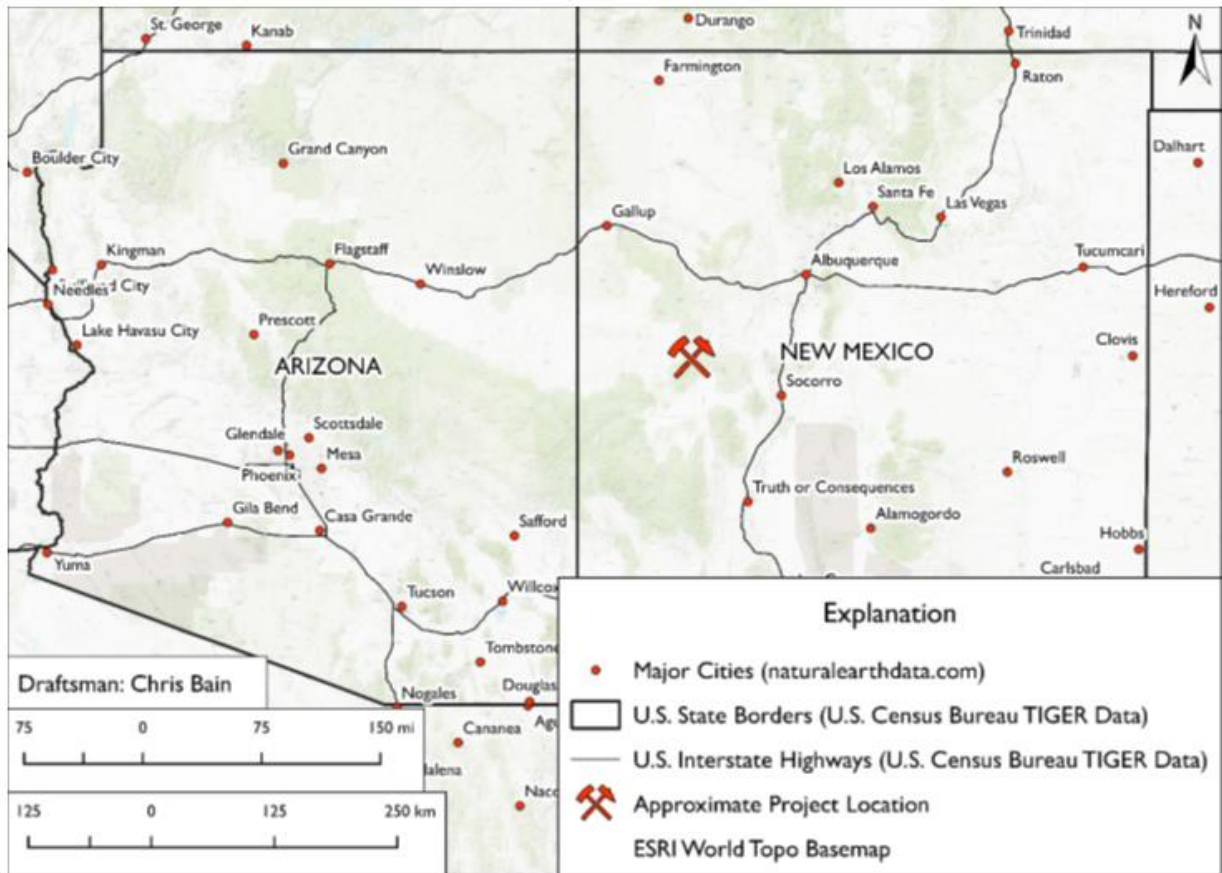 St. George
Kanab
Durango
Trinidad
N
Farmington
Raton
Boulder City
Grand Canyon
Dalhart
Los Alamos
Santa Fe
Las Vegas
Gallup
Kingman
Flagstaff
Winslow
Albuquerque
Tucumcari
City
Needles
Hereford
Lake Havasu City
Prescott
ARIZONA
NEW MEXICO
Clovis
Socorro
Glendale
Scottsdale
Mesa
Phoenix
Roswell
Truth or Consequences
Gila Bend
Casa Grande
Safford
Alamogordo
Hobbs
Yuma
Carlsbad
Tucson
Willcox
Explanation
Tombstone
Major Cities (naturalearthdata.com)
Draftsman: Chris Bain
Nogales
Douglas
U.S. State Borders (U.S. Census Bureau TIGER Data)
75 0 75 150 mi
Cananea
U.S. Interstate Highways (U.S. Census Bureau TIGER Data)
125 0 125 250 km
Naco
Approximate Project Location
ESRI World Topo Basemap